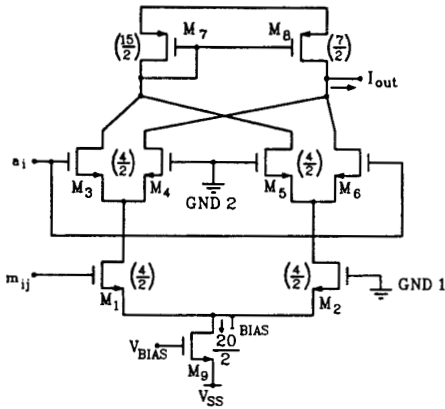 (15/2) M7 M8 (7/2)
Iout
ai (4/2) (4/2)
M3 M4 M5 M6
GND 2
mij (4/2) (4/2) GND 1
M1 M2
BIAS
VBIAS 20/2
M9
VSS